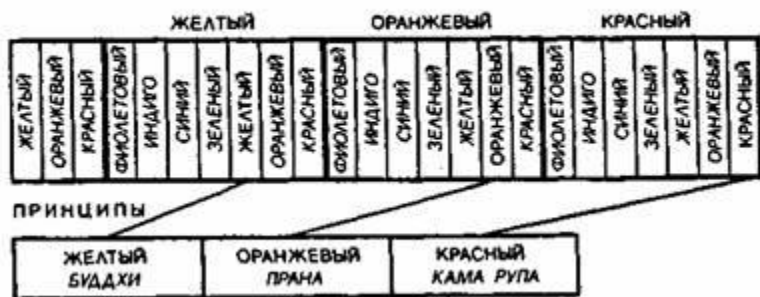 ЖЕЛТЫЙ ОРАНЖЕВЫЙ КРАСНЫЙ
ЖЕЛТЫЙ
ОРАНЖЕВЫЙ
КРАСНЫЙ
ФИОЛЕТОВЫЙ
ИНДИГО
СИНИЙ
ЗЕЛЕНЫЙ
ЖЕЛТЫЙ
ОРАНЖЕВЫЙ
КРАСНЫЙ
ФИОЛЕТОВЫЙ
ИНДИГО
СИНИЙ
ЗЕЛЕНЫЙ
ЖЕЛТЫЙ
ОРАНЖЕВЫЙ
КРАСНЫЙ
ФИОЛЕТОВЫЙ
ИНДИГО
СИНИЙ
ЗЕЛЕНЫЙ
ЖЕЛТЫЙ
ОРАНЖЕВЫЙ
КРАСНЫЙ
ПРИНЦИПЫ
ЖЕЛТЫЙ ОРАНЖЕВЫЙ КРАСНЫЙ
БУДДХИ ПРАНА КАМА РУПА